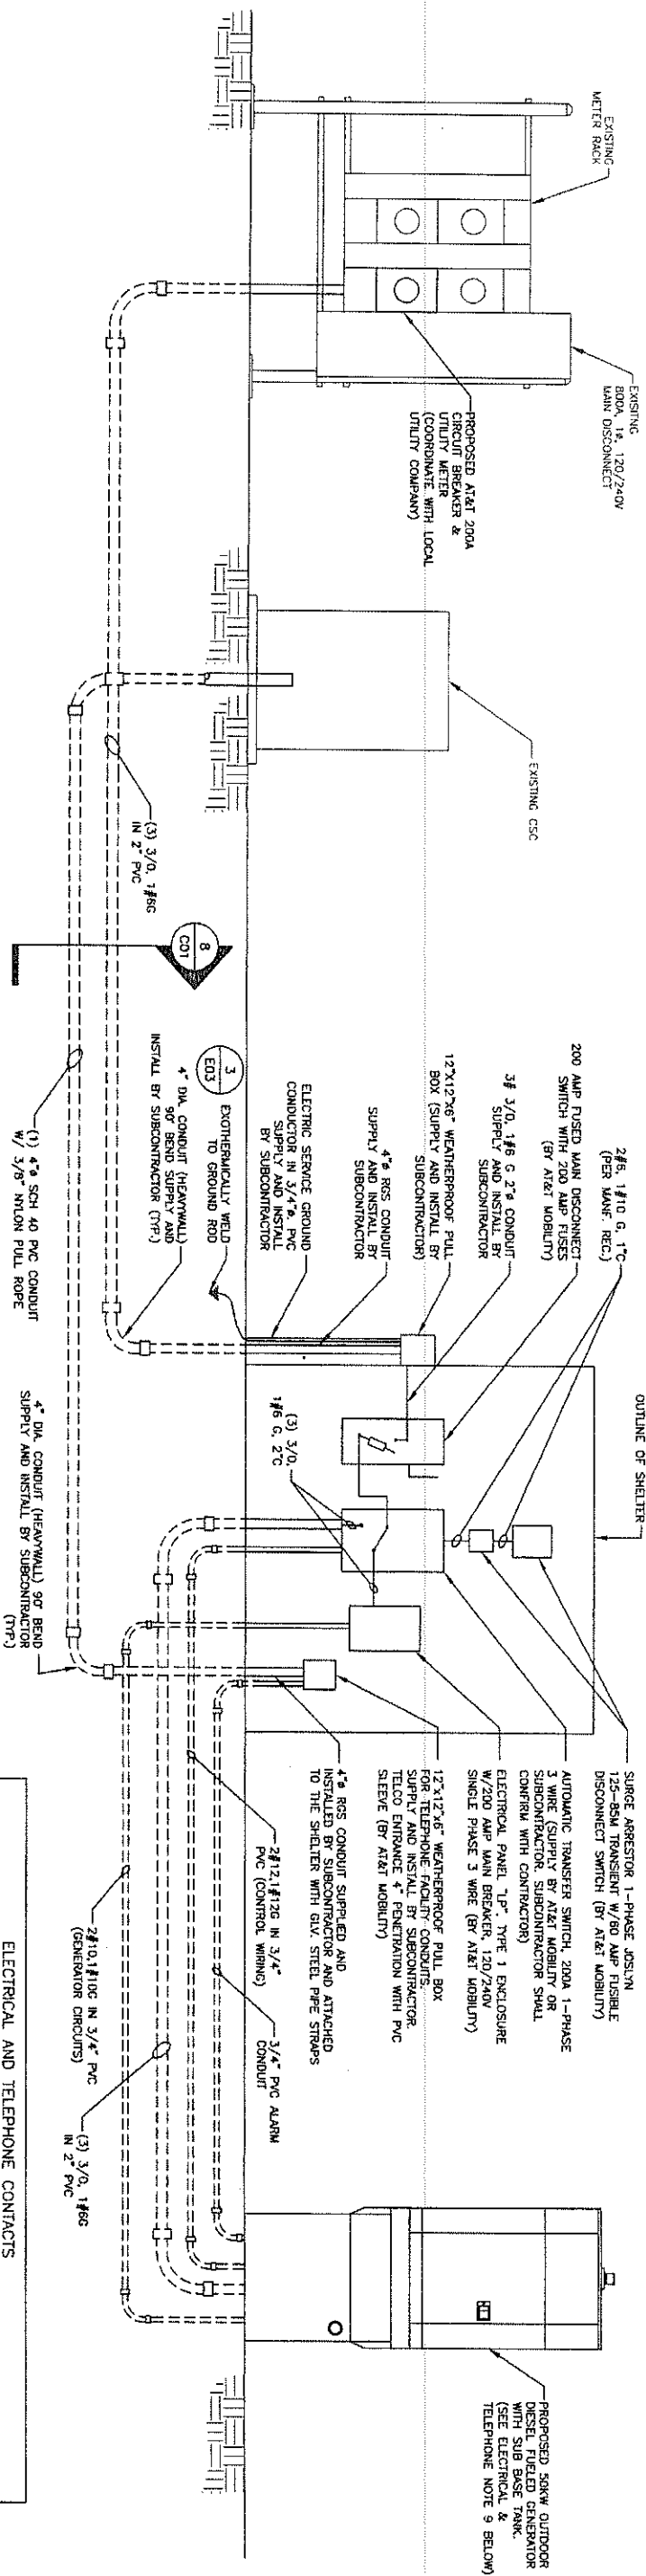 EXISTING
METER RACK
EXISITNG
800A, 1ø, 120/240V
MAIN DISCONNECT
PROPOSED AT&T 200A
CIRCUIT BREAKER &
UTILITY METER
(COORDINATE WITH LOCAL
UTILITY COMPANY)
EXISTING CSC
(3) 3/0, 1#6G
IN 2" PVC
8
C01
(1) 4"ø SCH 40 PVC CONDUIT
W/ 3/8" NYLON PULL ROPE
OUTLINE OF SHELTER
2#6, 1#10 G, 1"C
(PER MANF. REC.)
200 AMP FUSED MAIN DISCONNECT
SWITCH WITH 200 AMP FUSES
(BY AT&T MOBILITY)
3# 3/0, 1#6 G 2"ø CONDUIT
SUPPLY AND INSTALL BY
SUBCONTRACTOR
12"X12"X6" WEATHERPROOF PULL
BOX (SUPPLY AND INSTALL BY
SUBCONTRACTOR)
4"ø RGS CONDUIT
SUPPLY AND INSTALL BY
SUBCONTRACTOR
ELECTRIC SERVICE GROUND
CONDUCTOR IN 3/4"ø, PVC
SUPPLY AND INSTALL
BY SUBCONTRACTOR
3
E03
EXOTHERMICALLY WELD
TO GROUND ROD
4" DIA. CONDUIT (HEAVYWALL)
90° BEND SUPPLY AND
INSTALL BY SUBCONTRACTOR
(TYP.)
(3) 3/0,
1#6 G, 2"C
4" DIA. CONDUIT (HEAVYWALL) 90° BEND
SUPPLY AND INSTALL BY SUBCONTRACTOR
(TYP.)
SURGE ARRESTOR 1-PHASE JOSLYN
125-85M TRANSIENT W/60 AMP FUSIBLE
DISCONNECT SWITCH (BY AT&T MOBILITY)
AUTOMATIC TRANSFER SWITCH, 200A 1-PHASE
3 WIRE (SUPPLY BY AT&T MOBILITY OR
SUBCONTRACTOR. SUBCONTRACTOR SHALL
CONFIRM WITH CONTRACTOR)
ELECTRICAL PANEL "LP", TYPE 1 ENCLOSURE
W/200 AMP MAIN BREAKER, 120/240V
SINGLE PHASE 3 WIRE (BY AT&T MOBILITY)
12"x12"x6" WEATHERPROOF PULL BOX
FOR TELEPHONE FACILITY CONDUITS.
SUPPLY AND INSTALL BY SUBCONTRACTOR.
TELCO ENTRANCE 4" PENETRATION WITH PVC
SLEEVE (BY AT&T MOBILITY)
4"ø RGS CONDUIT SUPPLIED AND
INSTALLED BY SUBCONTRACTOR AND ATTACHED
TO THE SHELTER WITH GLV. STEEL PIPE STRAPS
3/4" PVC ALARM
CONDUIT
2#12,1#12G IN 3/4"
PVC (CONTROL WIRING)
(3) 3/0, 1#6G
IN 2" PVC
2#10,1#10G IN 3/4" PVC
(GENERATOR CIRCUITS)
PROPOSED 50KW OUTDOOR
DIESEL FUELED GENERATOR
WITH SUB BASE TANK.
(SEE ELECTRICAL &
TELEPHONE NOTE 9 BELOW)
ELECTRICAL AND TELEPHONE CONTACTS